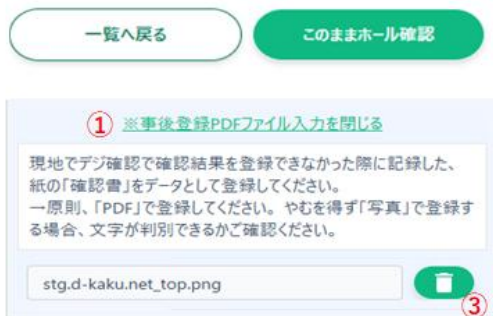 一覧へ戻る
このままホール確認
① ※事後登録PDFファイル入力を閉じる
現地でデジ確認で確認結果を登録できなかった際に記録した、
紙の「確認書」をデータとして登録してください。
→原則、「PDF」で登録してください。やむを得ず「写真」で登録す
る場合、文字が判別できるかご確認ください。
stg.d-kaku.net_top.png
③